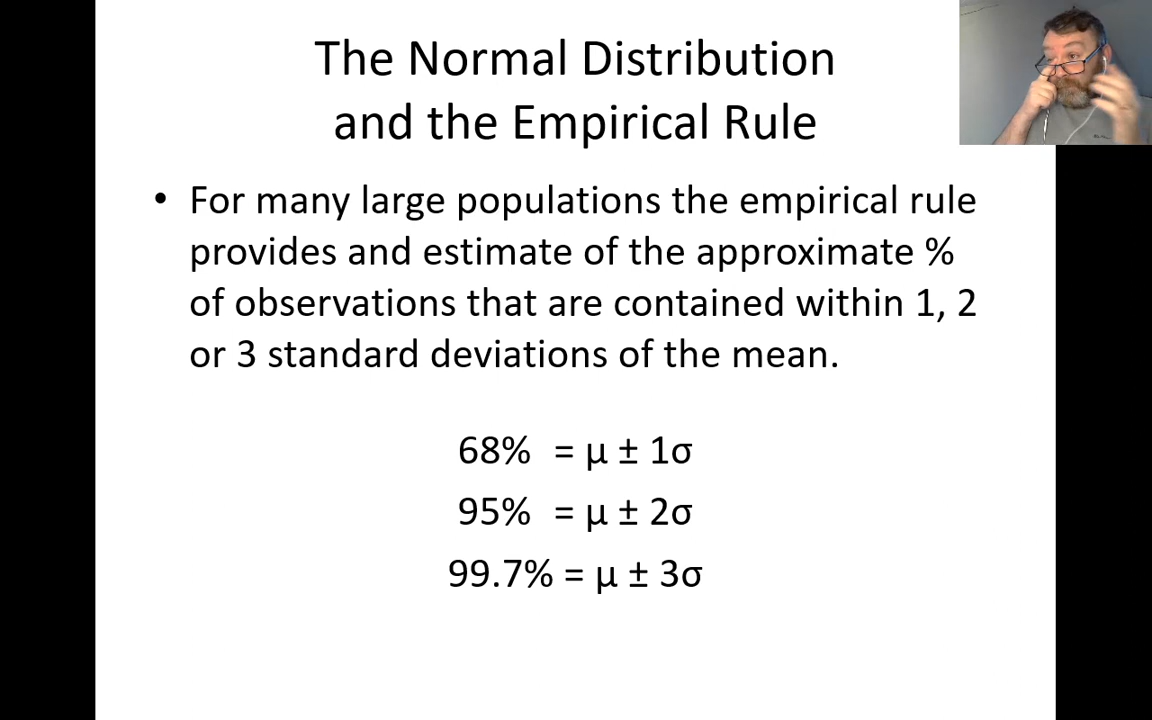 The Normal Distribution
and the Empirical Rule
• For many large populations the empirical rule
provides and estimate of the approximate %
of observations that are contained within 1, 2
or 3 standard deviations of the mean.
68% = μ ± 1σ
95% = μ ± 2σ
99.7% = μ ± 3σ